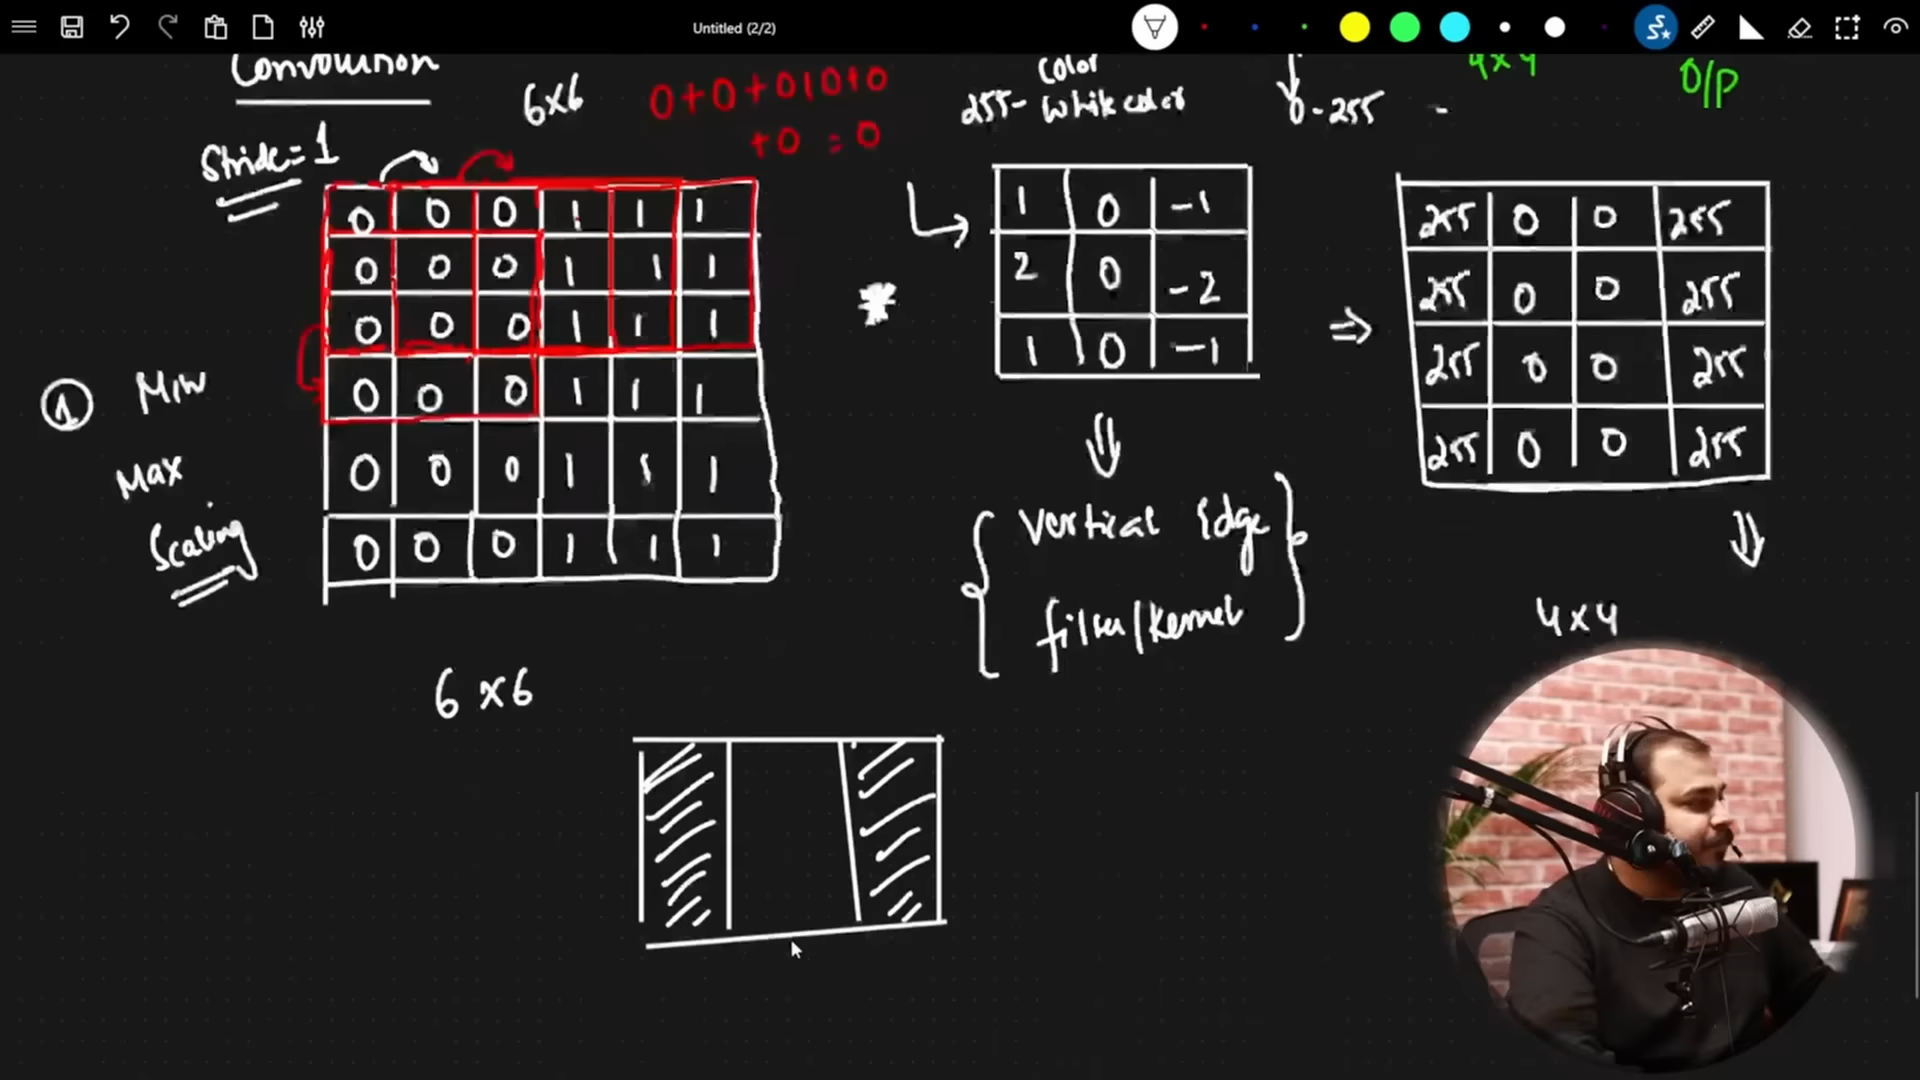 Untitled (2/2)
Convolution
6x6
0+0+0+0+0
+0 = 0
Color
255- White color
0-255 -
4x4
O/P
Stride=1
0 0 0 1 1 1
0 0 0 1 1 1
0 0 0 1 1 1
0 0 0 1 1 1
0 0 0 1 1 1
0 0 0 1 1 1
*
1 0 -1
2 0 -2
1 0 -1
⇒
255 0 0 255
255 0 0 255
255 0 0 255
255 0 0 255
① Min
Max
Scaling
{ Vertical Edge
filter/Kernel }
4x4
6x6